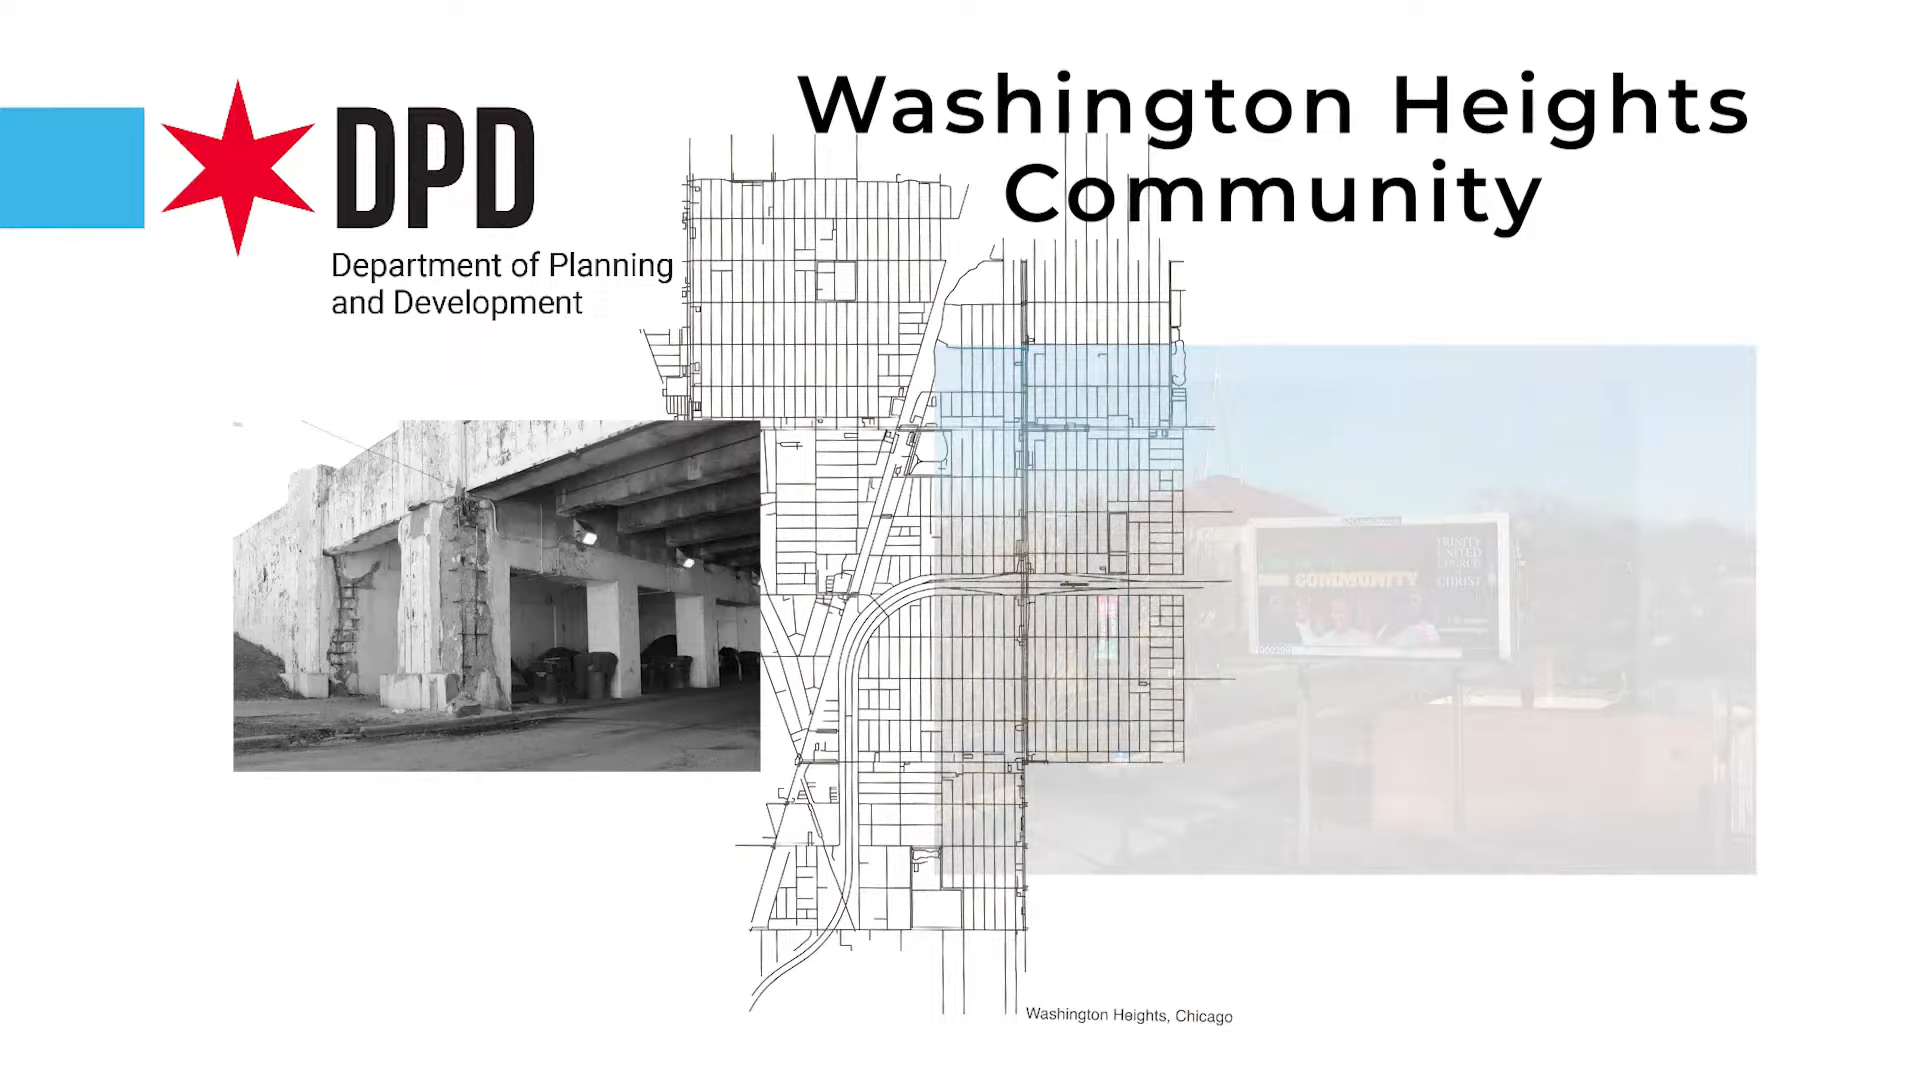 DPD
Department of Planning
and Development
Washington Heights
Community
TRINITY
UNITED
CHURCH
CHRIST
COMMUNITY
Washington Heights, Chicago